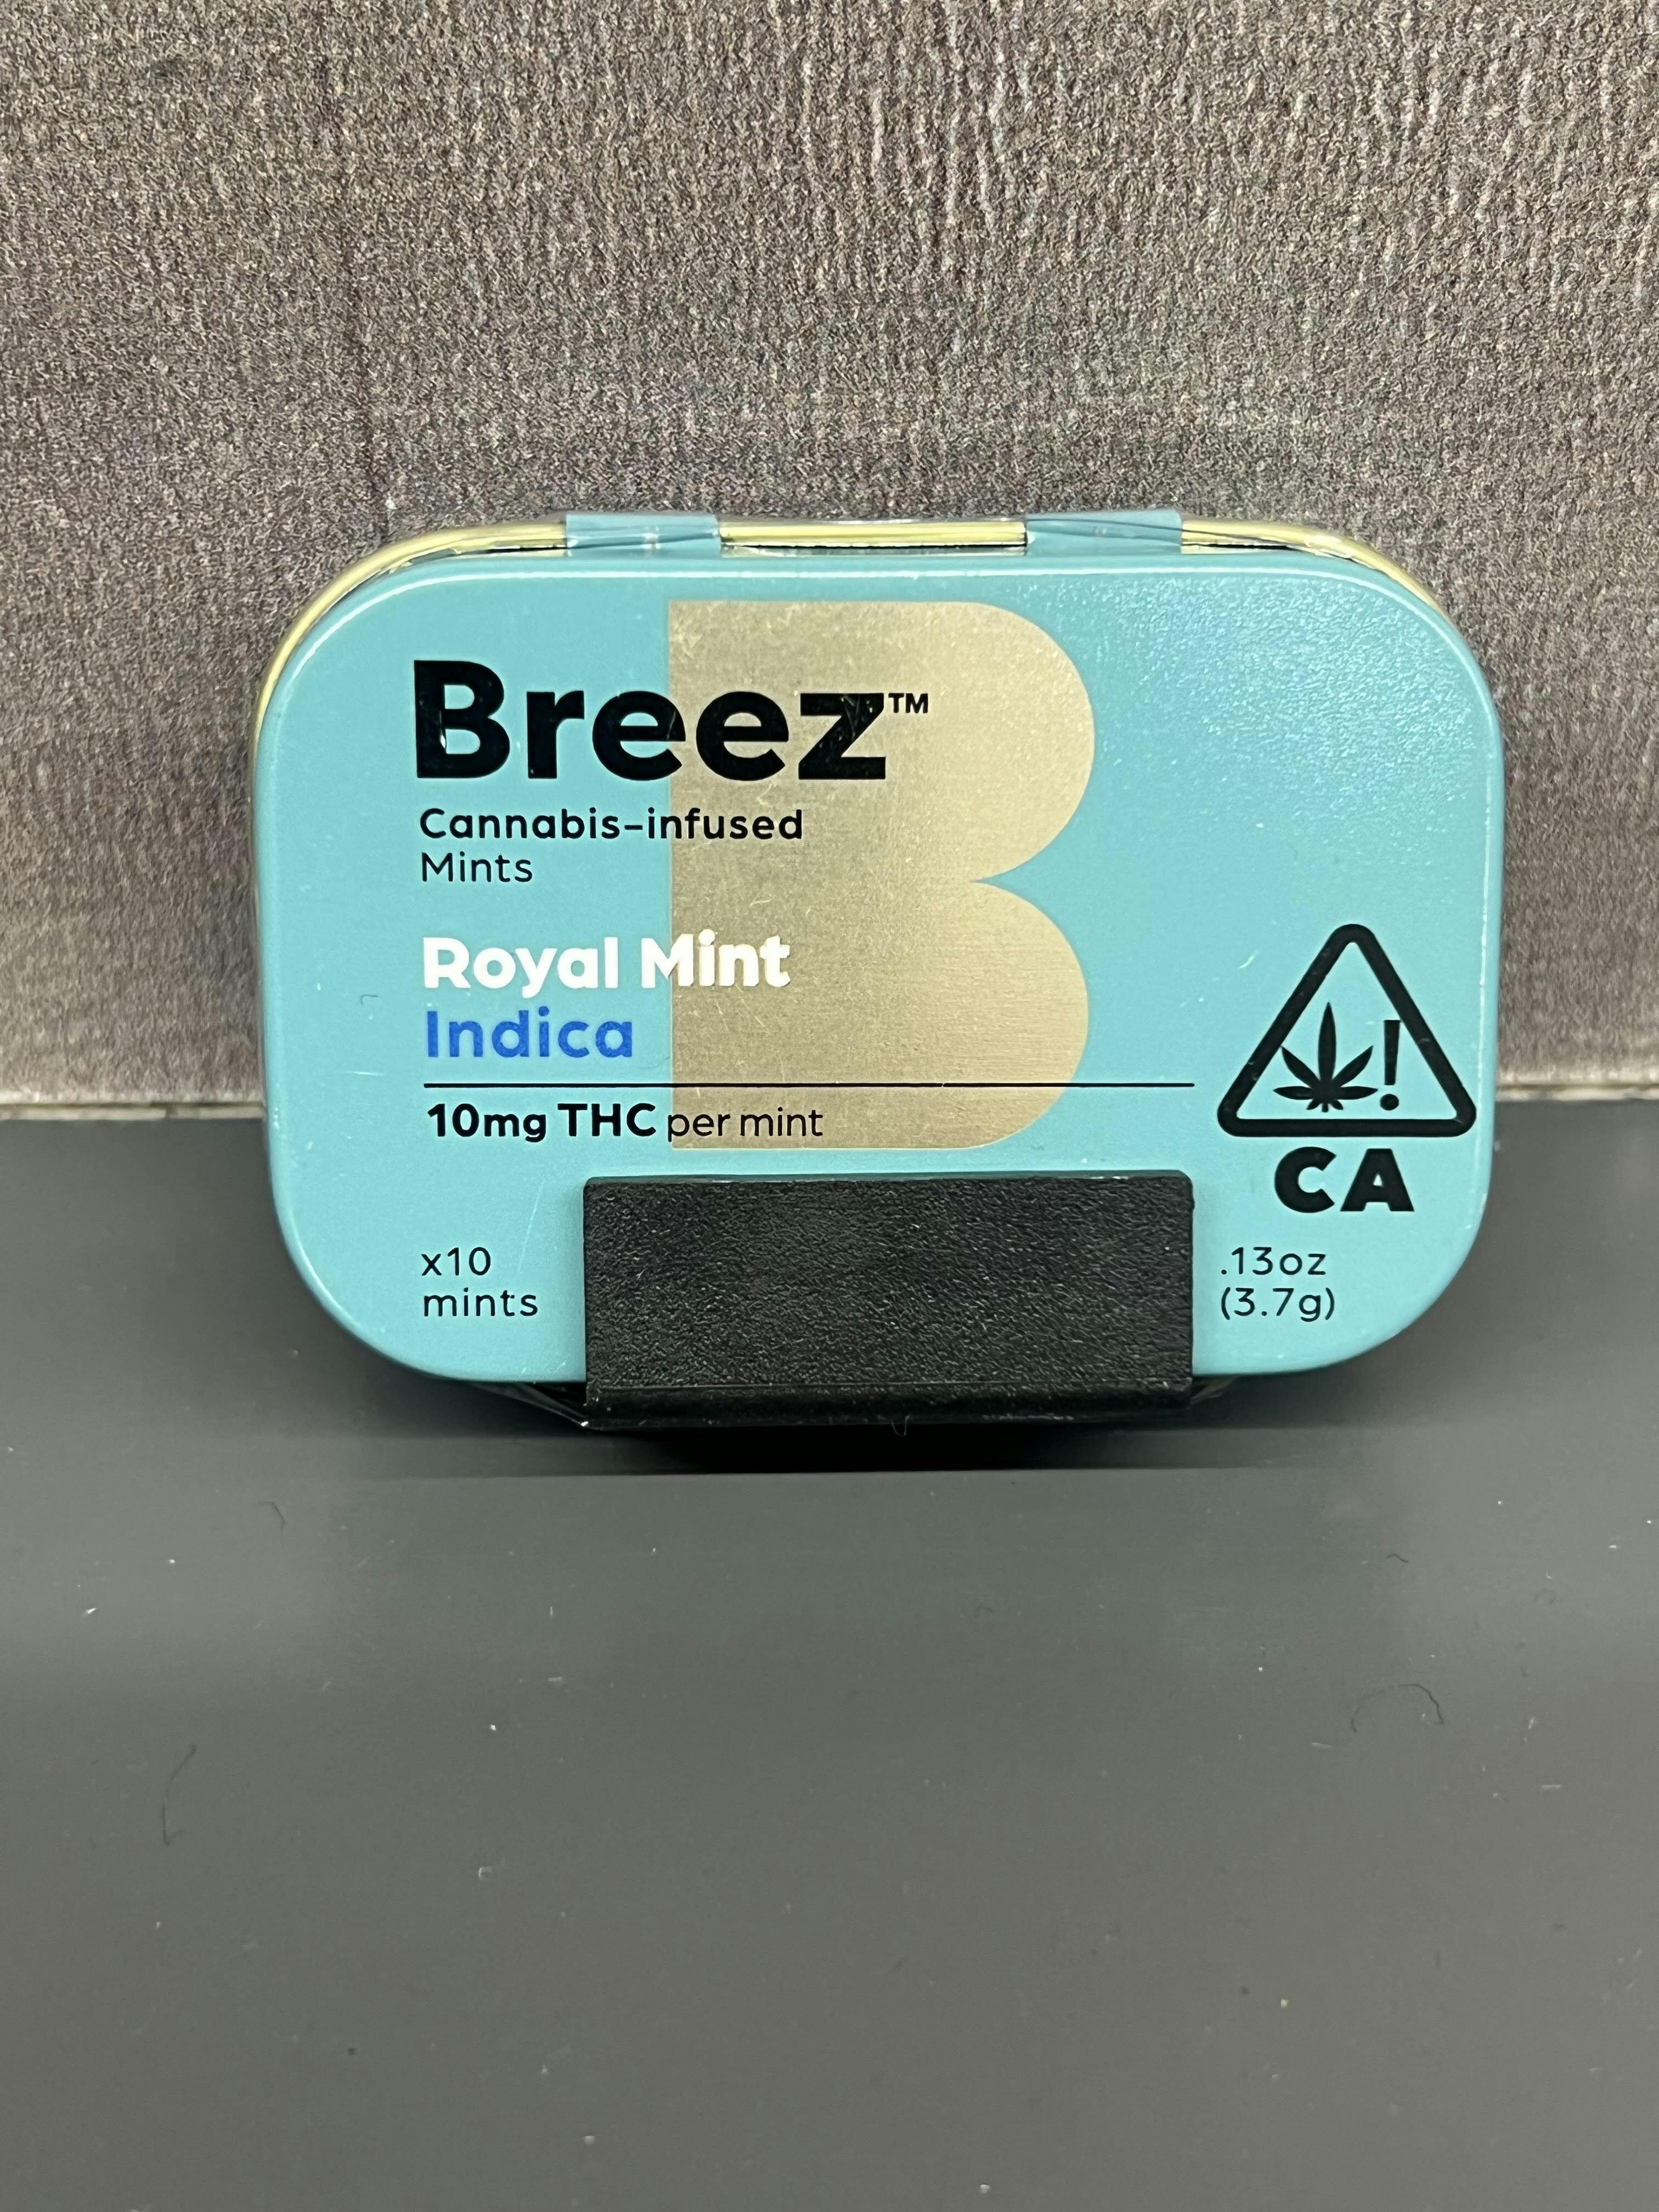 Breez™
Cannabis-infused
Mints
Royal Mint
Indica
10mg THC per mint
!
CA
x10
mints
.13oz
(3.7g)